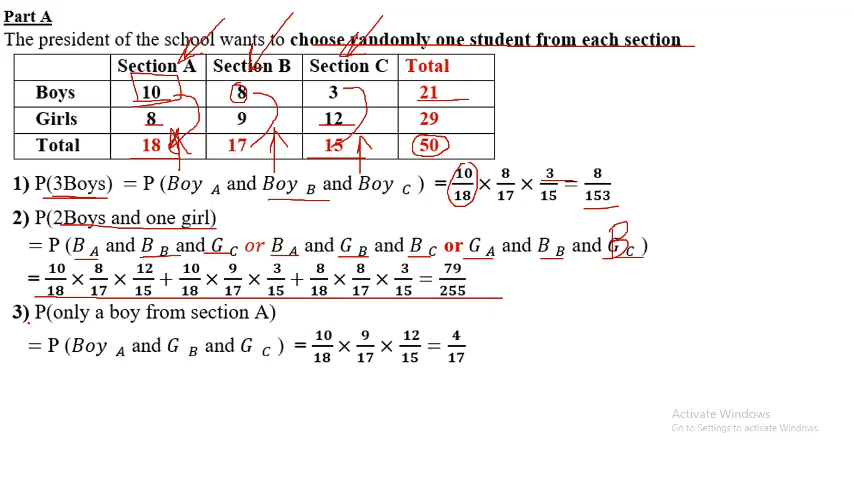 Part A
The president of the school wants to choose randomly one student from each section
Section A Section B Section C Total
Boys 10 8 3 21
Girls 8 9 12 29
Total 18 17 15 50
1) P(3Boys) = P (Boy A and Boy B and Boy C ) = 10/18 × 8/17 × 3/15 = 8/153
2) P(2Boys and one girl)
= P ( B A and B B and G C or B A and G B and B C or G A and B B and G C ) B
= 10/18 × 8/17 × 12/15 + 10/18 × 9/17 × 3/15 + 8/18 × 8/17 × 3/15 = 79/255
3) P(only a boy from section A)
= P (Boy A and G B and G C ) = 10/18 × 9/17 × 12/15 = 4/17
Activate Windows
Go to Settings to activate Windows.